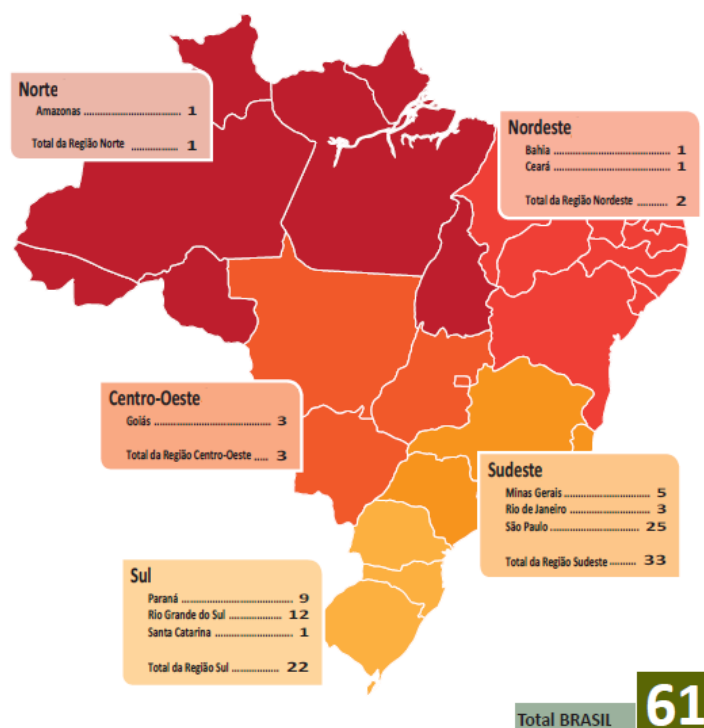 Norte
Amazonas ................................. 1
Total da Região Norte ................ 1
Nordeste
Bahia ........................................ 1
Ceará ........................................ 1
Total da Região Nordeste ........... 2
Centro-Oeste
Goiás ........................................ 3
Total da Região Centro-Oeste ..... 3
Sudeste
Minas Gerais ............................... 5
Rio de Janeiro ............................. 3
São Paulo ................................... 25
Total da Região Sudeste ......... 33
Sul
Paraná ....................................... 9
Rio Grande do Sul .................. 12
Santa Catarina ........................... 1
Total da Região Sul ................ 22
Total BRASIL 61